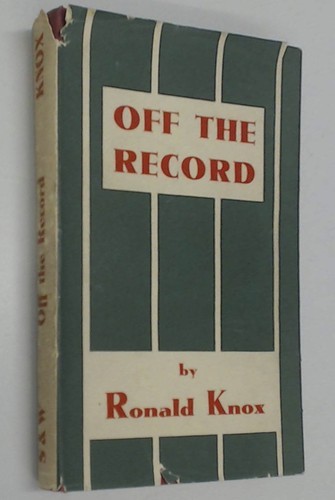 OFF THE
RECORD
by
Ronald Knox
KNOX
Off the Record
S & W